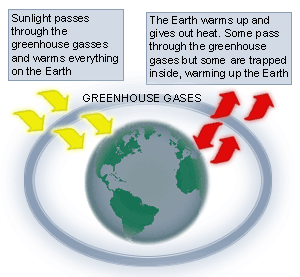 Sunlight passes
through the
greenhouse gasses
and warms everything
on the Earth
The Earth warms up and
gives out heat. Some pass
through the greenhouse
gases but some are trapped
inside, warming up the Earth
GREENHOUSE GASES